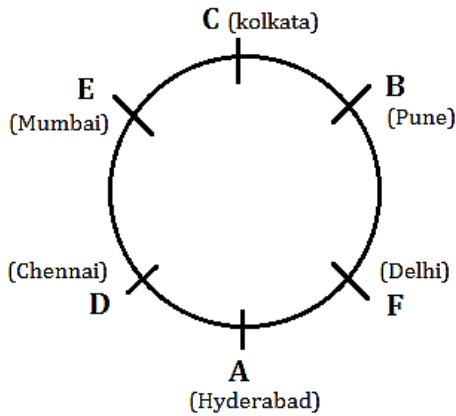 C (kolkata)
E
(Mumbai)
B
(Pune)
(Chennai)
D
(Delhi)
F
A
(Hyderabad)